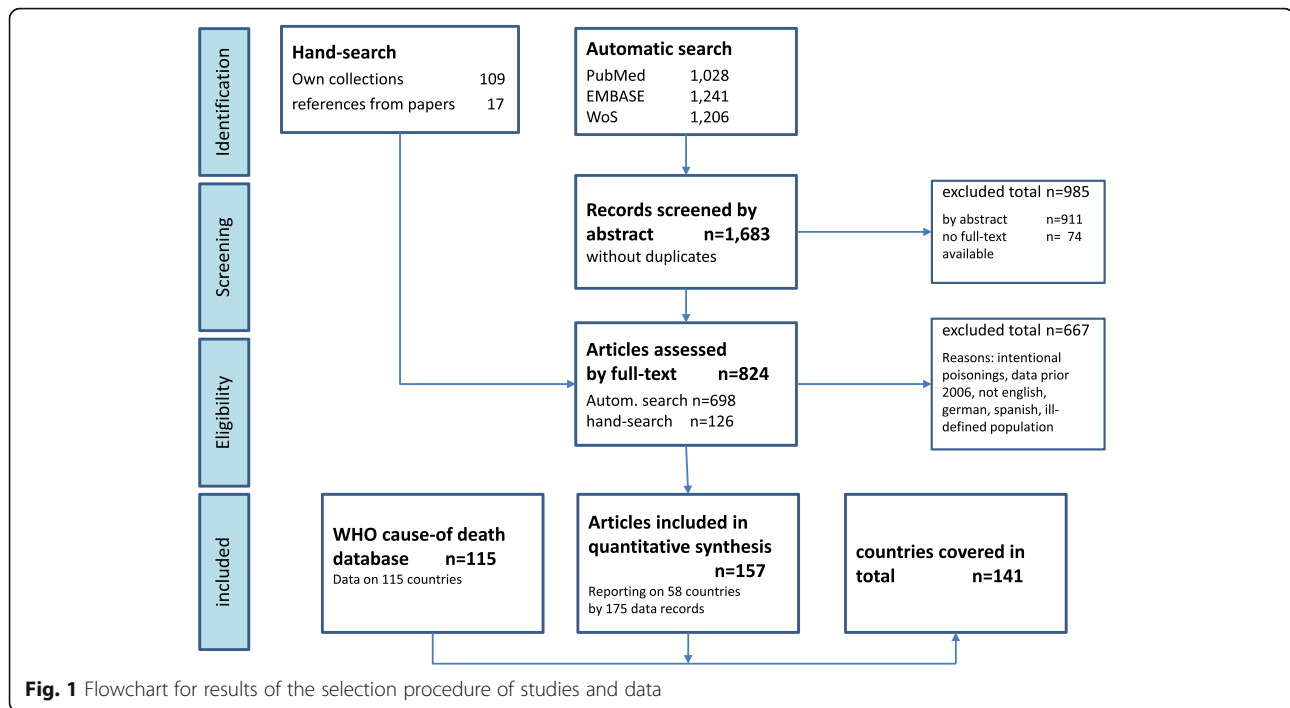 Identification
Hand-search
Own collections 109
references from papers 17
Automatic search
PubMed 1,028
EMBASE 1,241
WoS 1,206
Screening
Records screened by
abstract n=1,683
without duplicates
excluded total n=985
by abstract n=911
no full-text n= 74
available
Eligibility
Articles assessed
by full-text n=824
Autom. search n=698
hand-search n=126
excluded total n=667
Reasons: intentional
poisonings, data prior
2006, not english,
german, spanish, ill-
defined population
included
WHO cause-of death
database n=115
Data on 115 countries
Articles included in
quantitative synthesis
n=157
Reporting on 58 countries
by 175 data records
countries covered in
total n=141
Fig. 1 Flowchart for results of the selection procedure of studies and data